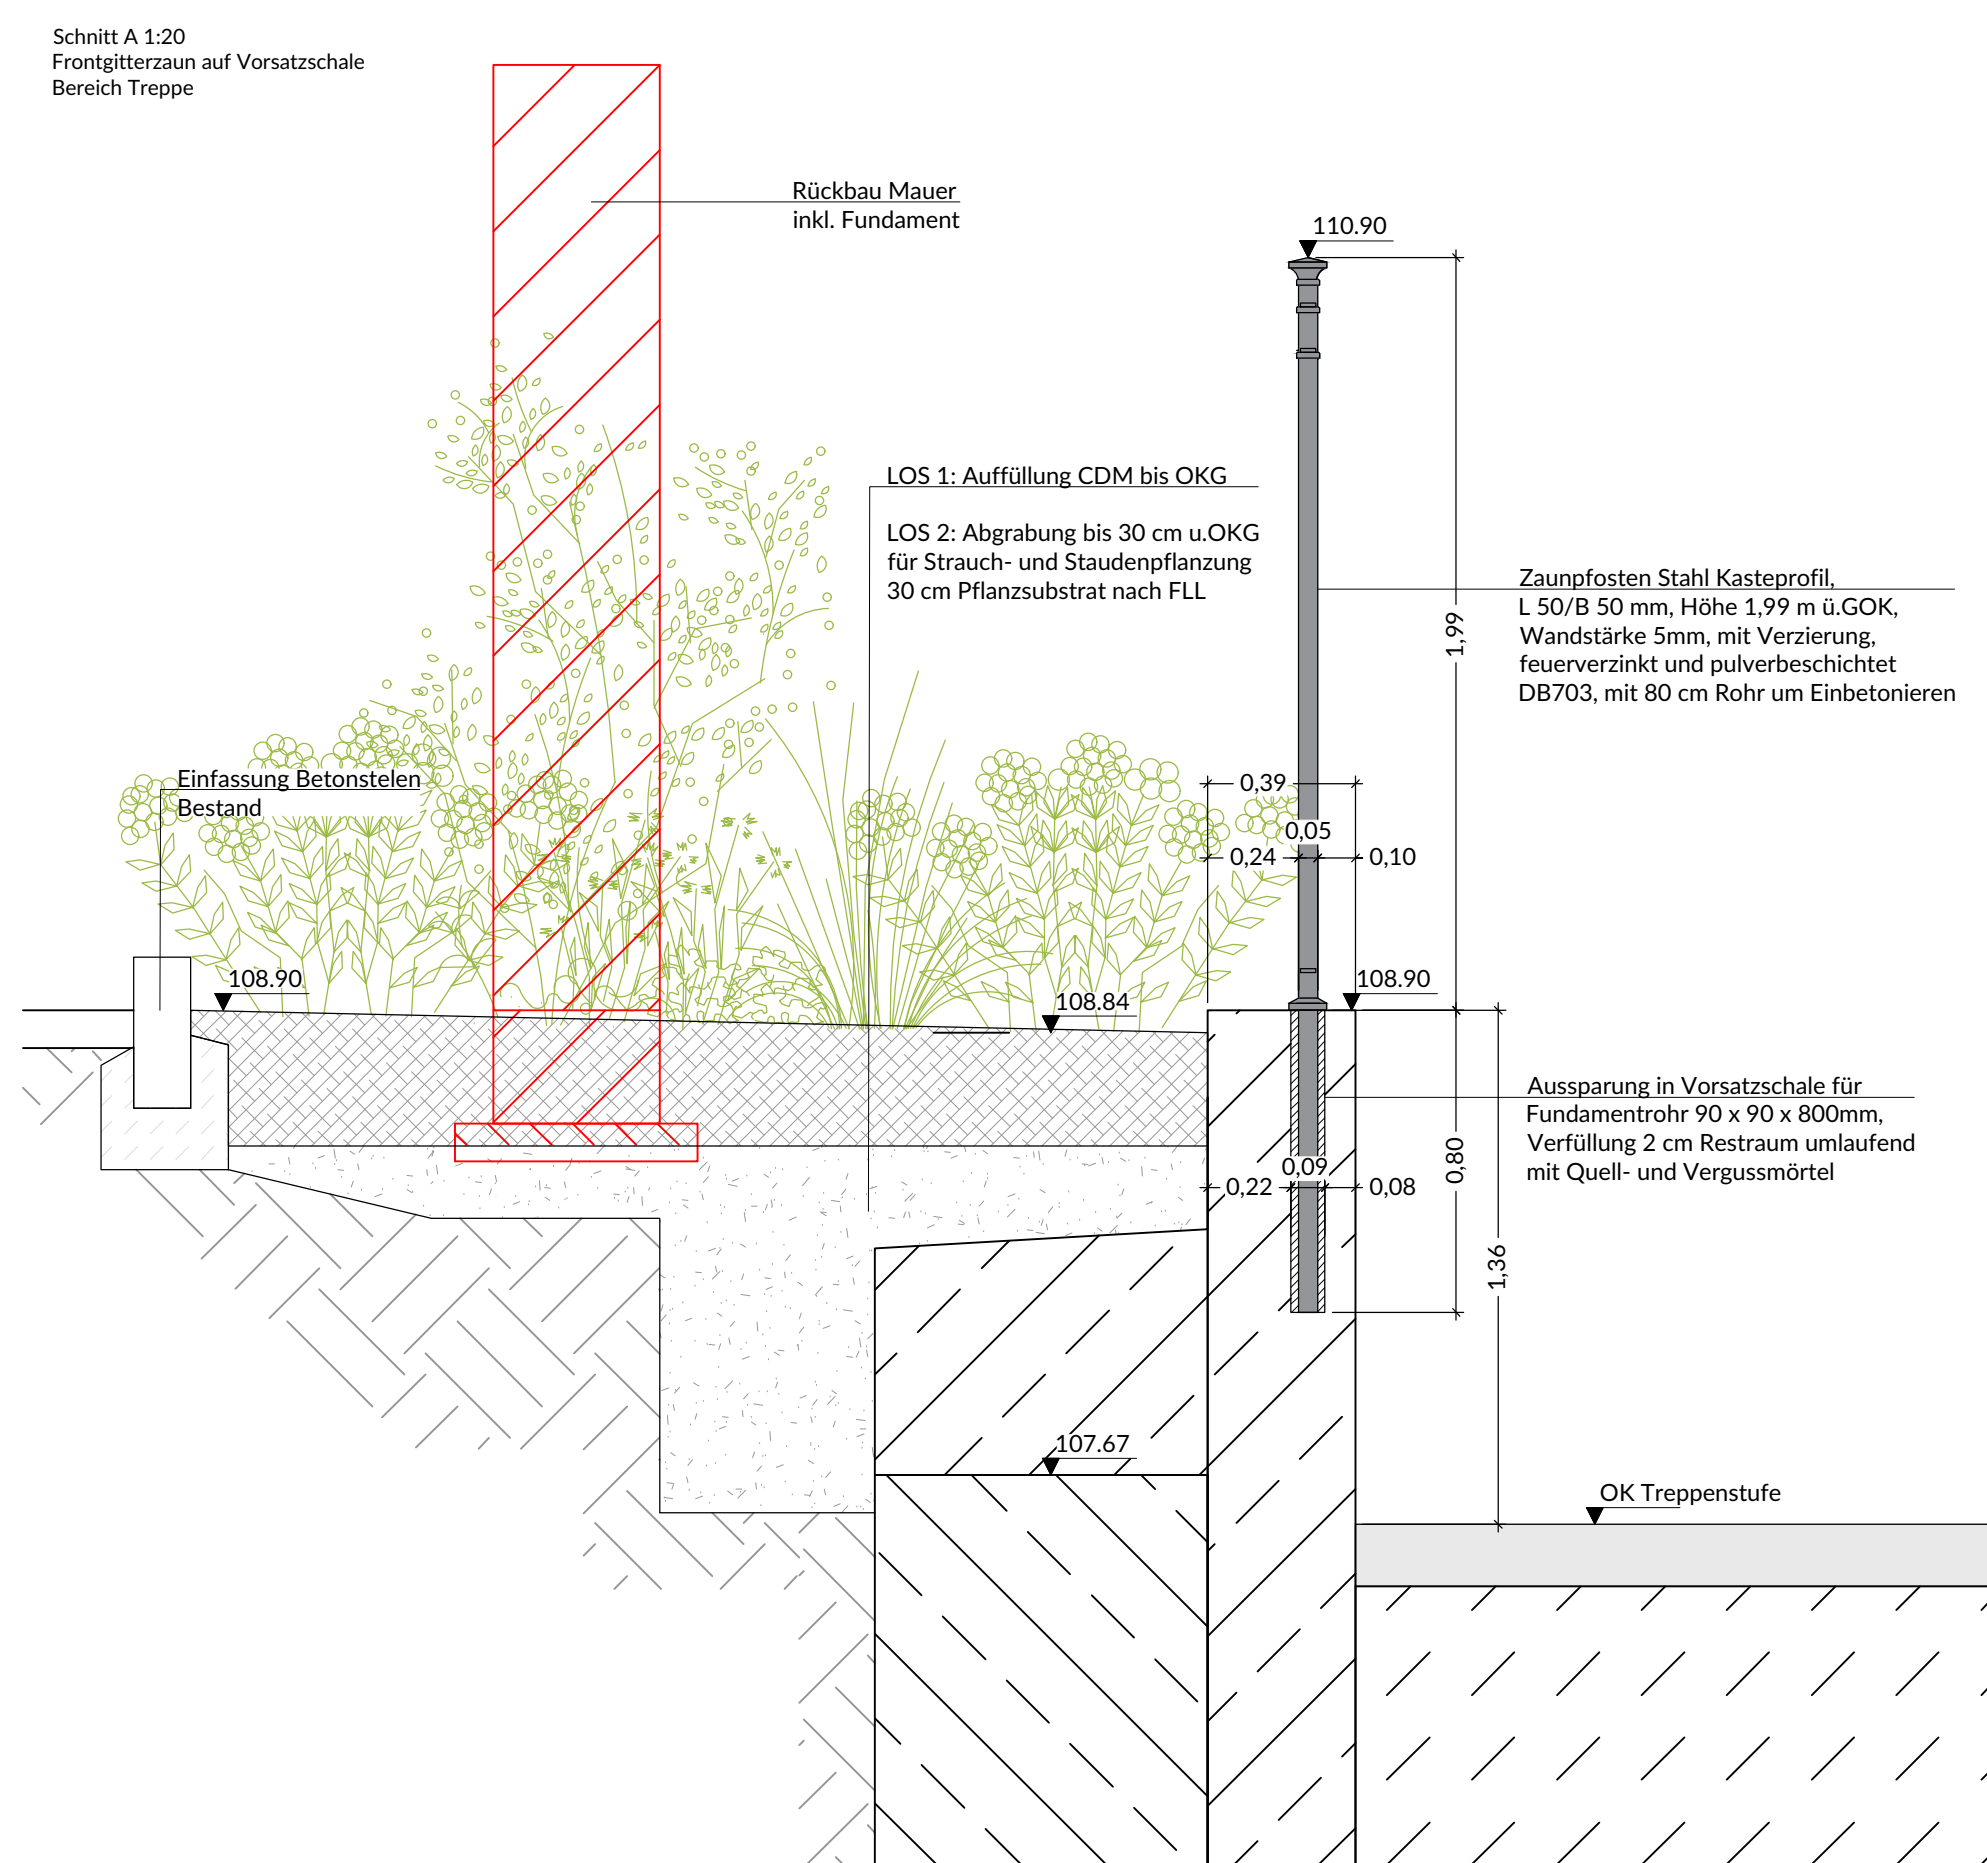 Schnitt A 1:20
Frontgitterzaun auf Vorsatzschale
Bereich Treppe
Rückbau Mauer
inkl. Fundament
110.90
LOS 1: Auffüllung CDM bis OKG
LOS 2: Abgrabung bis 30 cm u.OKG
für Strauch- und Staudenpflanzung
30 cm Pflanzsubstrat nach FLL
Zaunpfosten Stahl Kasteprofil,
L 50/B 50 mm, Höhe 1,99 m ü.GOK,
Wandstärke 5mm, mit Verzierung,
feuerverzinkt und pulverbeschichtet
DB703, mit 80 cm Rohr um Einbetonieren
1,99
Einfassung Betonstelen
Bestand
0,39
0,05
0,24
0,10
108.90
108.84
108.90
Aussparung in Vorsatzschale für
Fundamentrohr 90 x 90 x 800mm,
Verfüllung 2 cm Restraum umlaufend
mit Quell- und Vergussmörtel
0,80
0,09
0,22
0,08
1,36
107.67
OK Treppenstufe